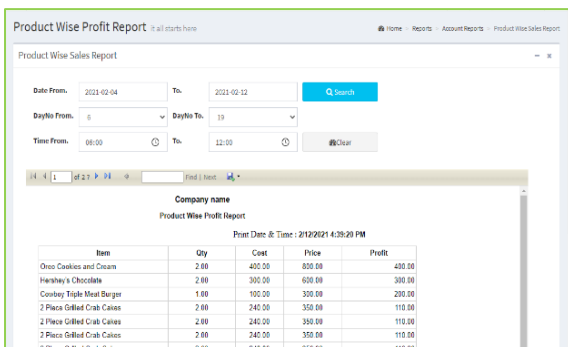 Product Wise Profit Report It all starts here
Home > Reports > Account Reports > Product Wise Sales Report
Product Wise Sales Report
Date From. 2021-02-04 To. 2021-02-12 Search
DayNo From. 6 DayNo To. 19
Time From. 06:00 To. 12:00 Clear
1 of 2 ? Find | Next
Company name
Product Wise Profit Report
Print Date & Time : 2/12/2021 4:39:20 PM
Item Qty Cost Price Profit
Oreo Cookies and Cream 2.00 400.00 800.00 400.00
Hershey's Chocolate 2.00 300.00 600.00 300.00
Cowboy Triple Meat Burger 1.00 100.00 300.00 200.00
2 Piece Grilled Crab Cakes 2.00 240.00 350.00 110.00
2 Piece Grilled Crab Cakes 2.00 240.00 350.00 110.00
2 Piece Grilled Crab Cakes 2.00 240.00 350.00 110.00